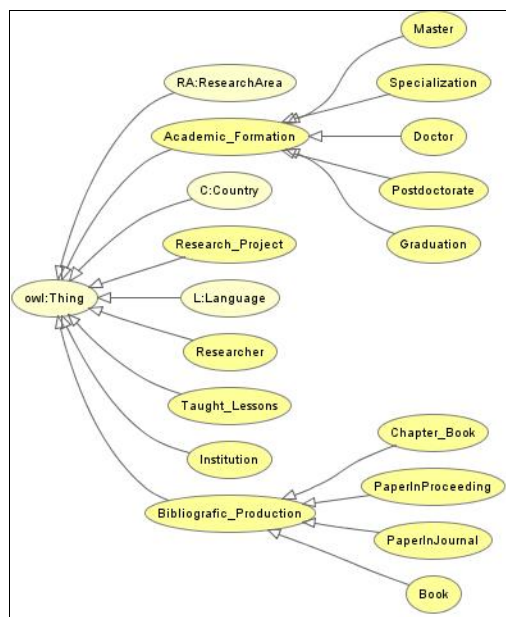 Master
RA:ResearchArea
Specialization
Academic_Formation
Doctor
C:Country
Postdoctorate
Research_Project
Graduation
owl:Thing
L:Language
Researcher
Taught_Lessons
Chapter_Book
Institution
PaperInProceeding
Bibliografic_Production
PaperInJournal
Book